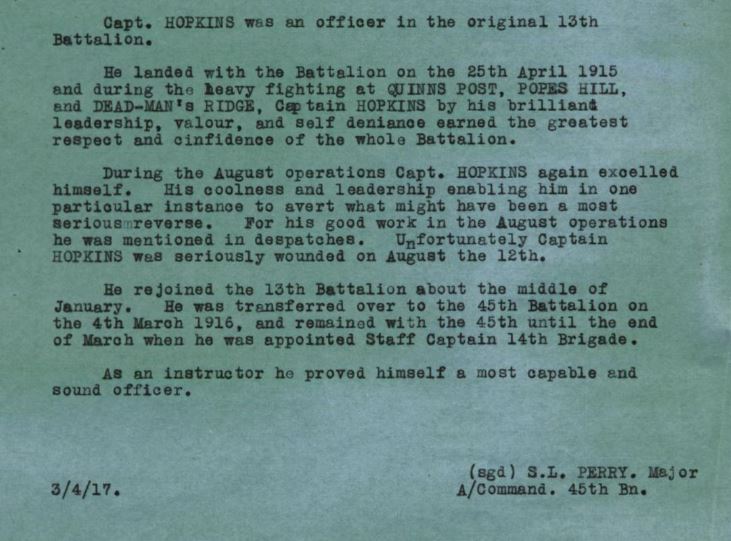 Capt. HOPKINS was an officer in the original 13th
Battalion.
He landed with the Battalion on the 25th April 1915
and during the heavy fighting at QUINNS POST, POPES HILL,
and DEAD-MAN's RIDGE, Captain HOPKINS by his brilliant
leadership, valour, and self deniance earned the greatest
respect and cinfidence of the whole Battalion.
During the August operations Capt. HOPKINS again excelled
himself. His coolness and leadership enabling him in one
particular instance to avert what might have been a most
serious reverse. For his good work in the August operations
he was mentioned in despatches. Unfortunately Captain
HOPKINS was seriously wounded on August the 12th.
He rejoined the 13th Battalion about the middle of
January. He was transferred over to the 45th Battalion on
the 4th March 1916, and remained with the 45th until the end
of March when he was appointed Staff Captain 14th Brigade.
As an instructor he proved himself a most capable and
sound officer.
(sgd) S.L. PERRY. Major
3/4/17. A/Command. 45th Bn.